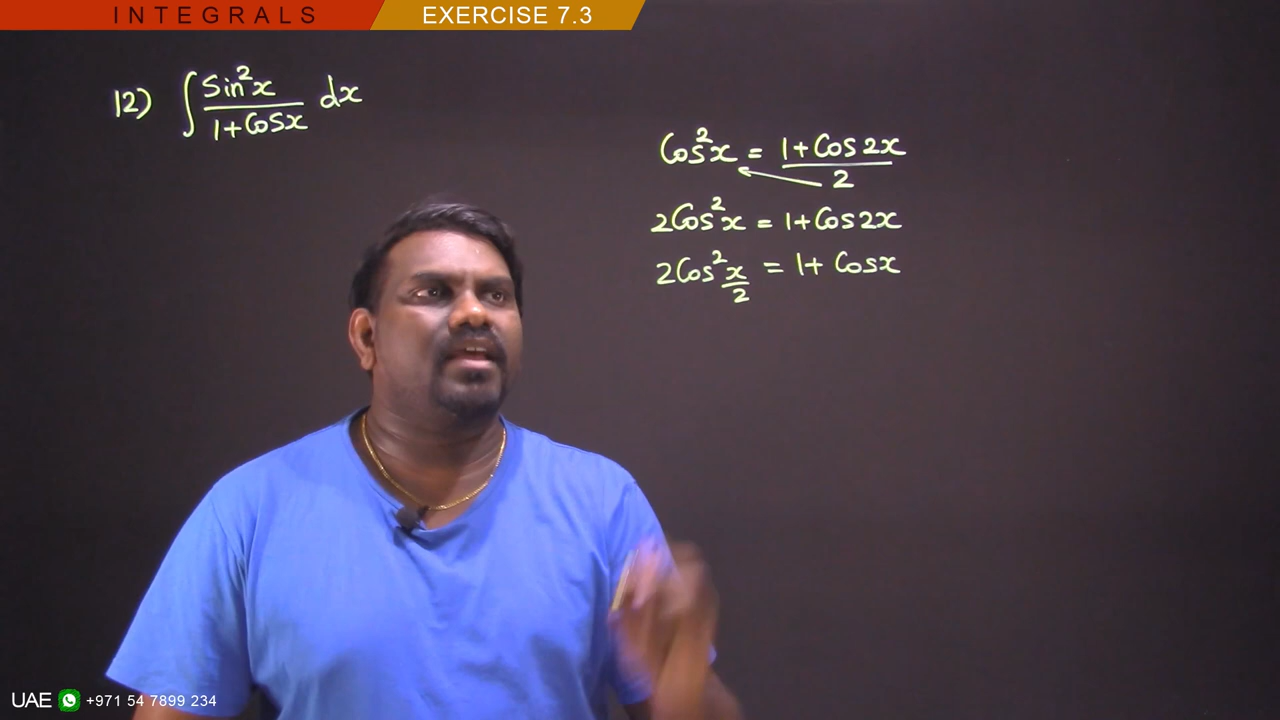 INTEGRALS EXERCISE 7.3
12) ∫ Sin²x / 1+Cosx dx
Cos²x = 1+Cos2x / 2
2Cos²x = 1+Cos2x
2Cos² x/2 = 1+ Cosx
UAE +971 54 7899 234